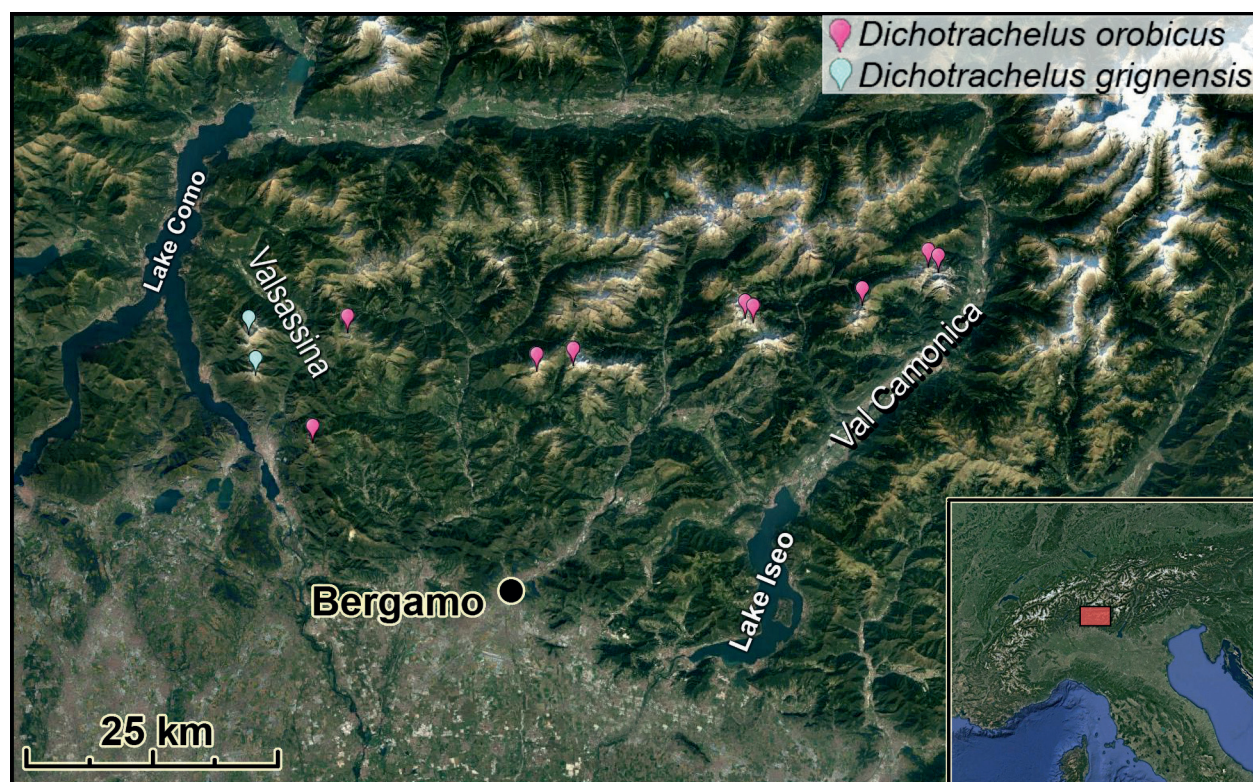 Dichotrachelus orobicus
Dichotrachelus grignensis
Lake Como
Valsassina
Val Camonica
Lake Iseo
Bergamo
25 km